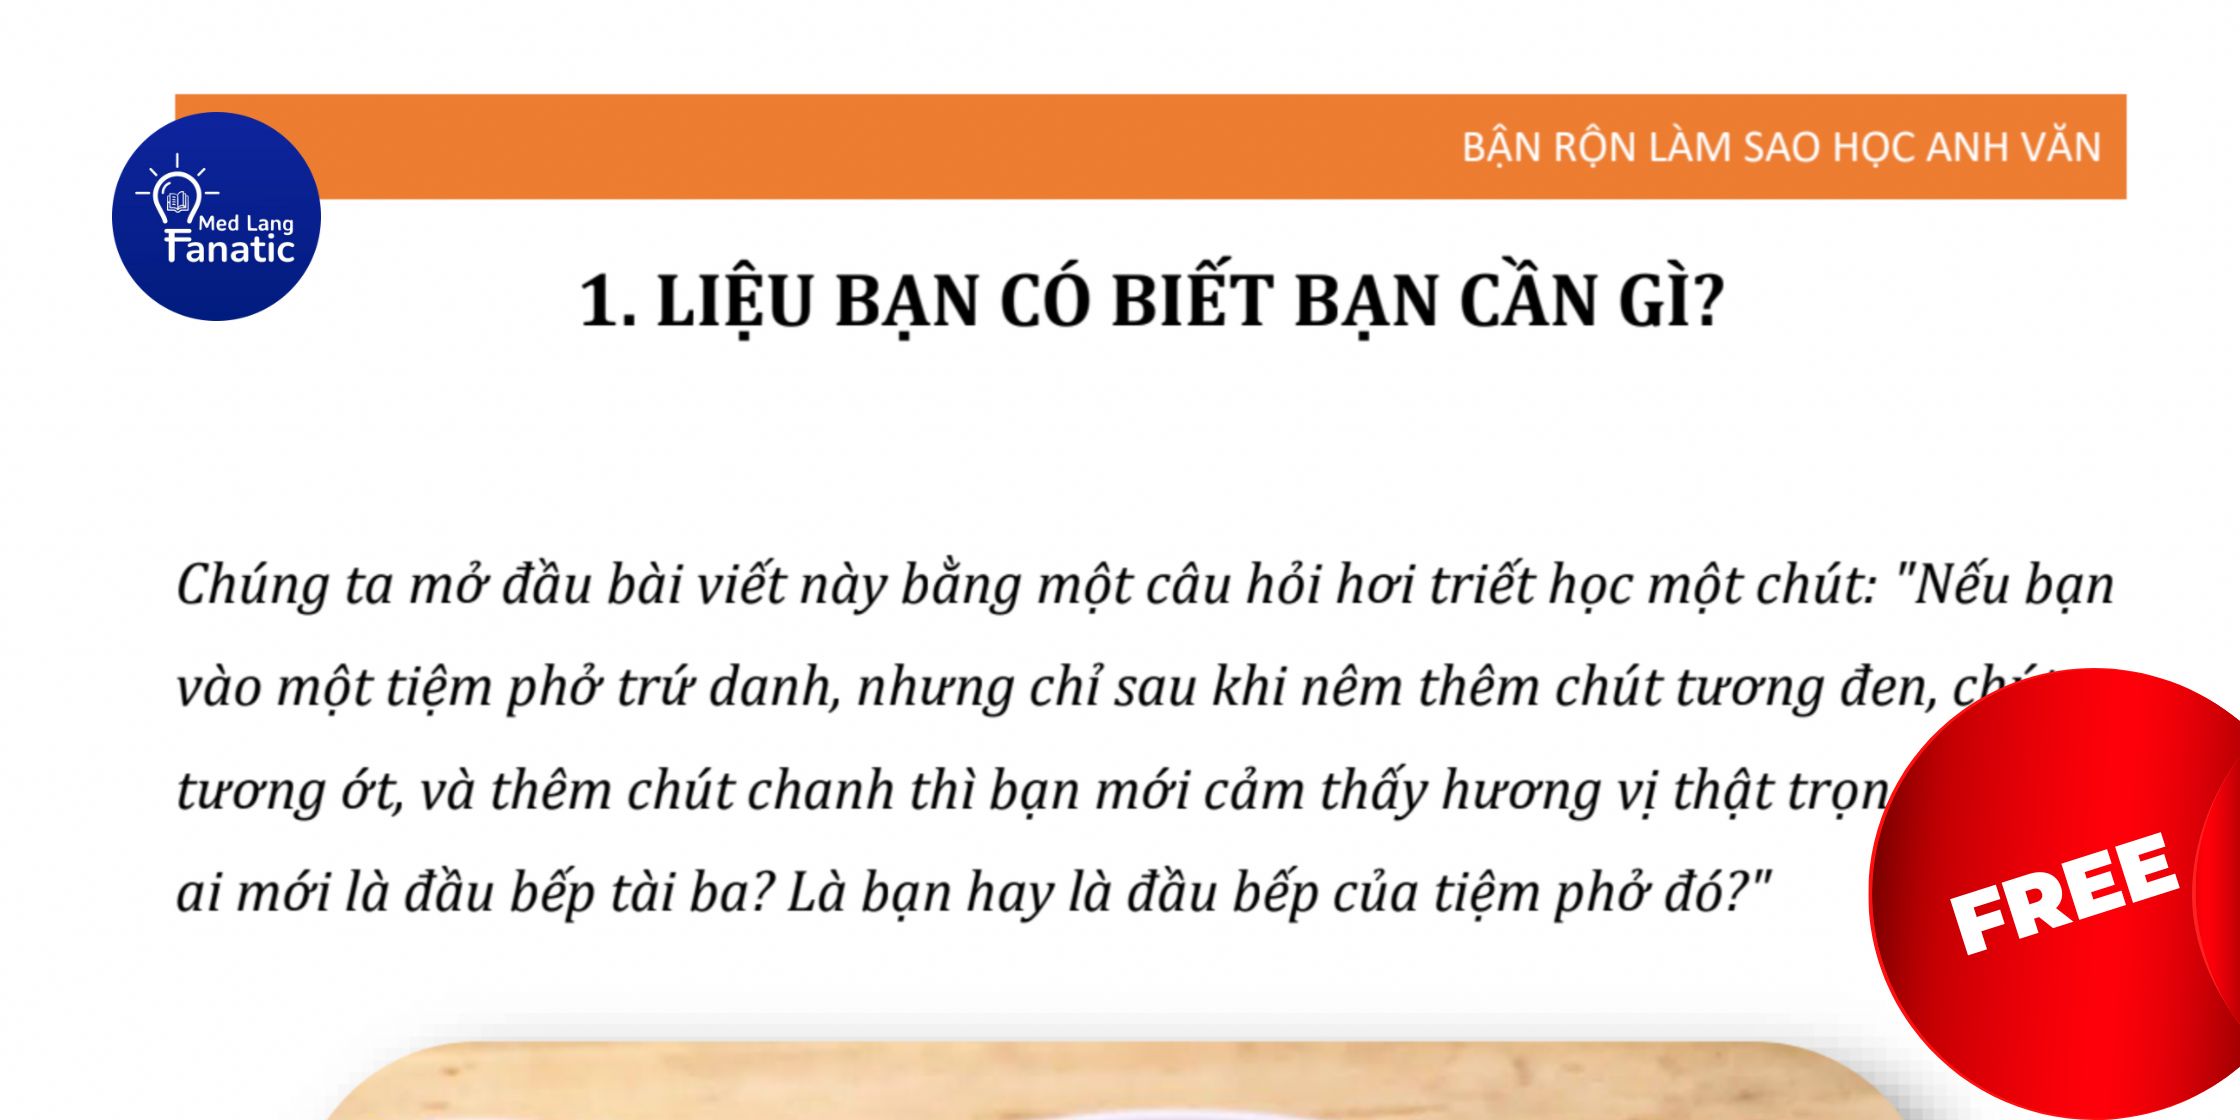 BẬN RỘN LÀM SAO HỌC ANH VĂN
Med Lang
Fanatic
1. LIỆU BẠN CÓ BIẾT BẠN CẦN GÌ?
Chúng ta mở đầu bài viết này bằng một câu hỏi hơi triết học một chút: "Nếu bạn
vào một tiệm phở trứ danh, nhưng chỉ sau khi nêm thêm chút tương đen,
tương ớt, và thêm chút chanh thì bạn mới cảm thấy hương vị thật trọn
ai mới là đầu bếp tài ba? Là bạn hay là đầu bếp của tiệm phở đó?"
FREE